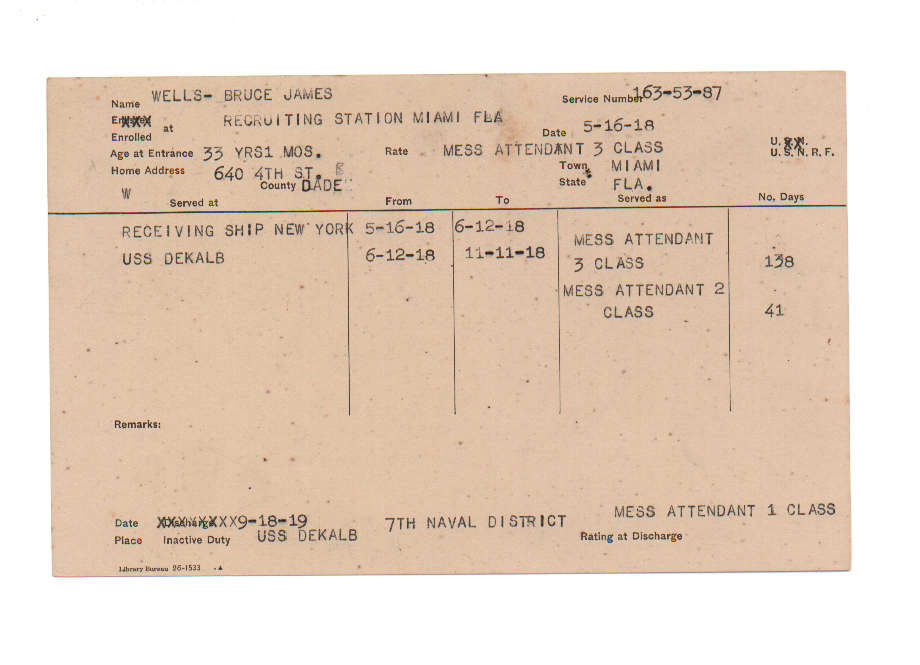 Name WELLS- BRUCE JAMES Service Number 163-53-87
Enrolled at RECRUITING STATION MIAMI FLA Date 5-16-18
Age at Entrance 33 YRS1 MOS. Rate MESS ATTENDANT 3 CLASS U.S.N.R.F.
Home Address 640 4TH ST. E Town MIAMI
County DADE State FLA.
W
Served at From To Served as No. Days
RECEIVING SHIP NEW YORK 5-16-18 6-12-18
MESS ATTENDANT
USS DEKALB 6-12-18 11-11-18
3 CLASS 138
MESS ATTENDANT 2
CLASS 41
Remarks:
MESS ATTENDANT 1 CLASS
Date Discharge 9-18-19 7TH NAVAL DISTRICT
Place Inactive Duty USS DEKALB Rating at Discharge
Library Bureau 26-1533